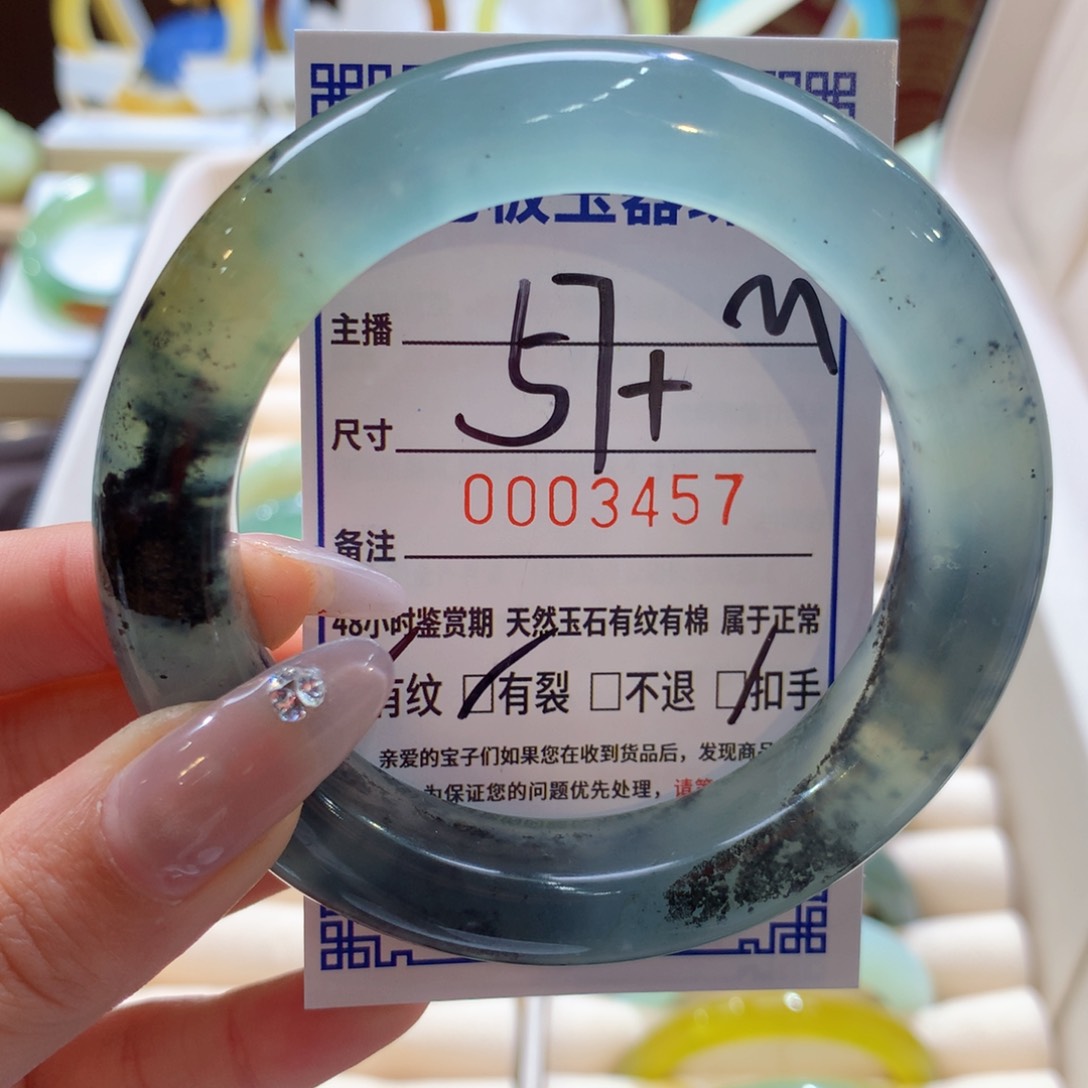 玉器
主播
M
57+
尺寸
0003457
备注
48小时鉴赏期 天然玉石有纹有棉 属于正常
有纹 □有裂 □不退 □扣手
亲爱的宝子们如果您在收到货品后，发现商品
为保证您的问题优先处理，请